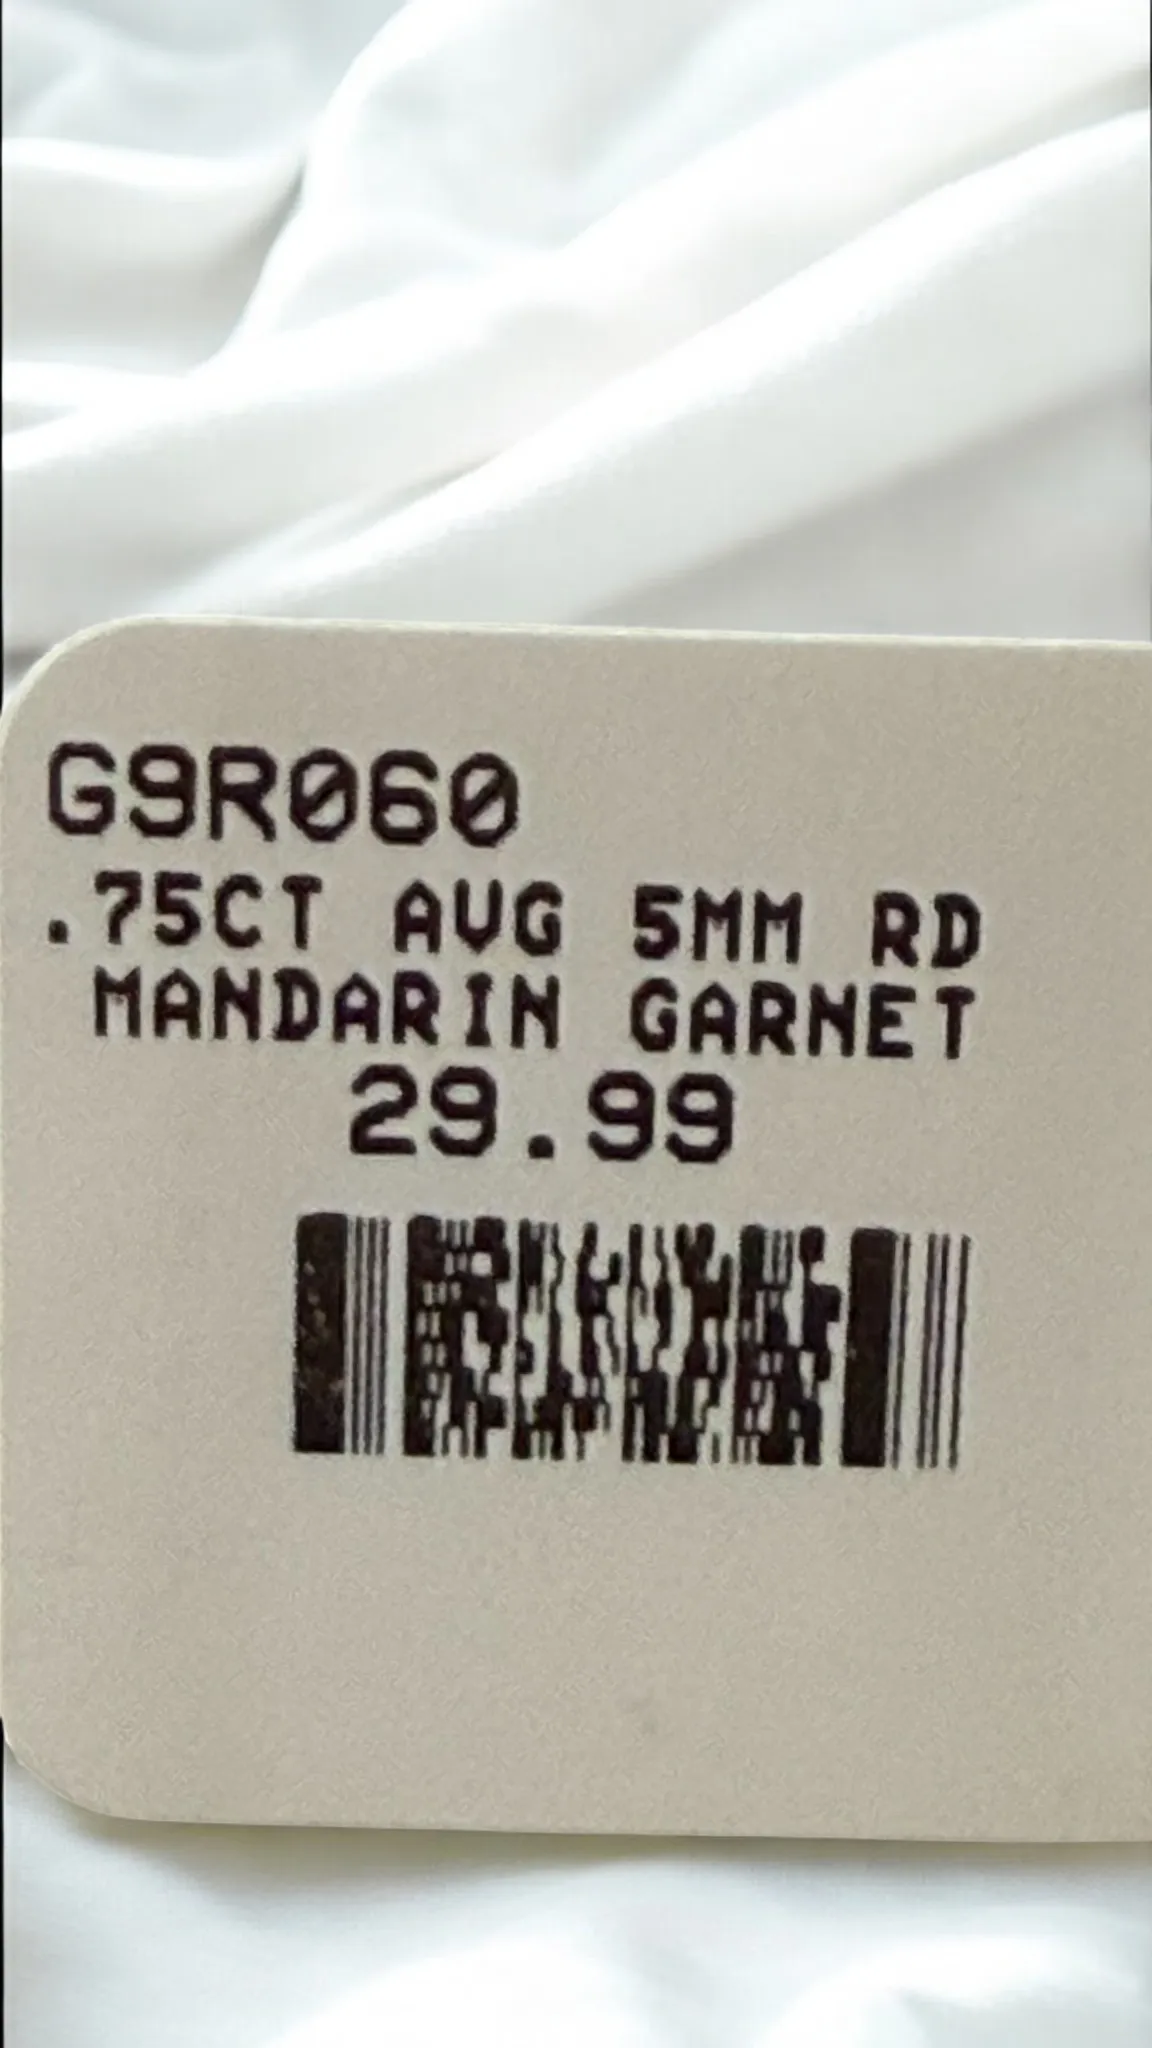 G9R060
.75CT AVG 5MM RD
MANDARIN GARNET
29.99